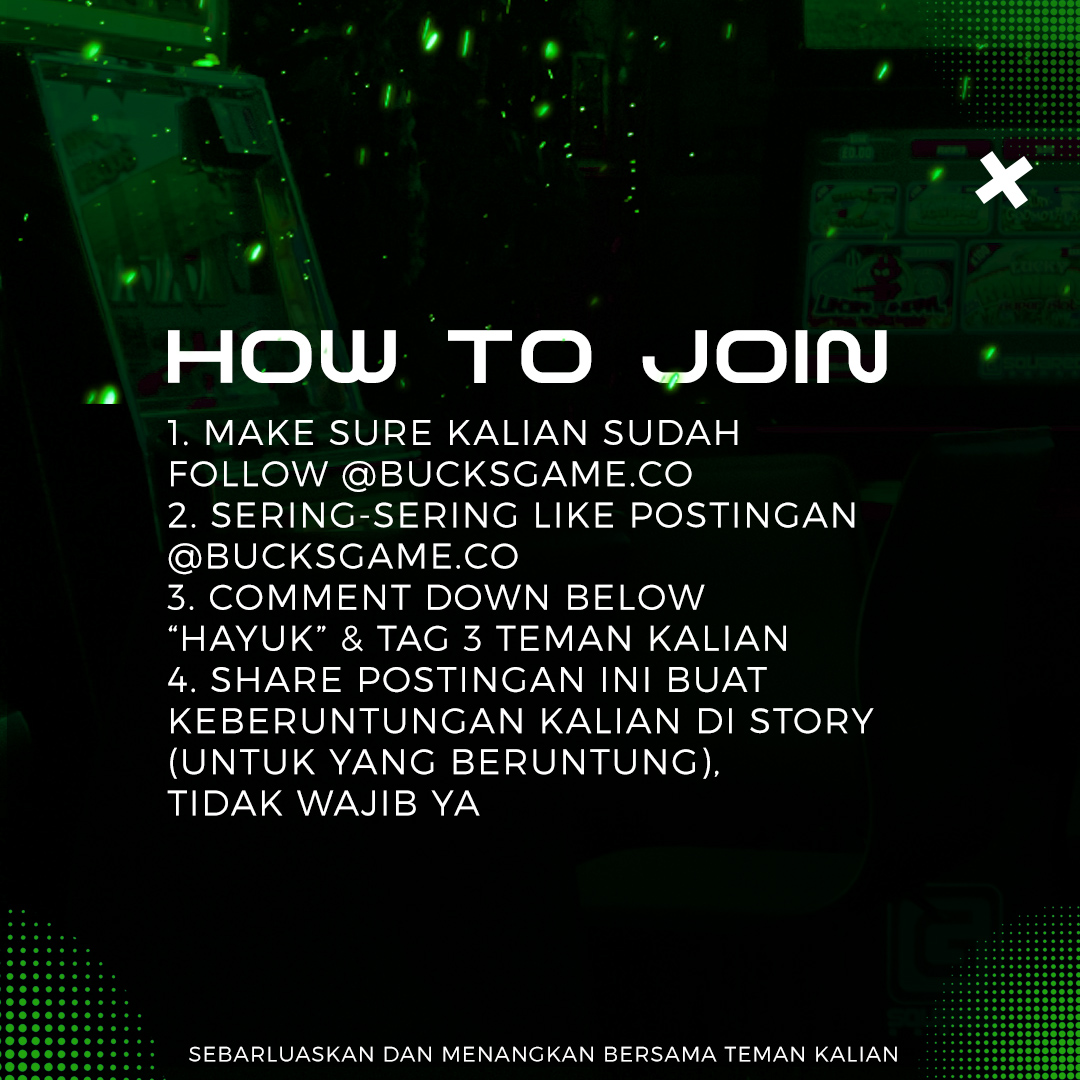 HOW TO JOIN
1. MAKE SURE KALIAN SUDAH
FOLLOW @BUCKSGAME.CO
2. SERING-SERING LIKE POSTINGAN
@BUCKSGAME.CO
3. COMMENT DOWN BELOW
“HAYUK” & TAG 3 TEMAN KALIAN
4. SHARE POSTINGAN INI BUAT
KEBERUNTUNGAN KALIAN DI STORY
(UNTUK YANG BERUNTUNG),
TIDAK WAJIB YA
SEBARLUASKAN DAN MENANGKAN BERSAMA TEMAN KALIAN